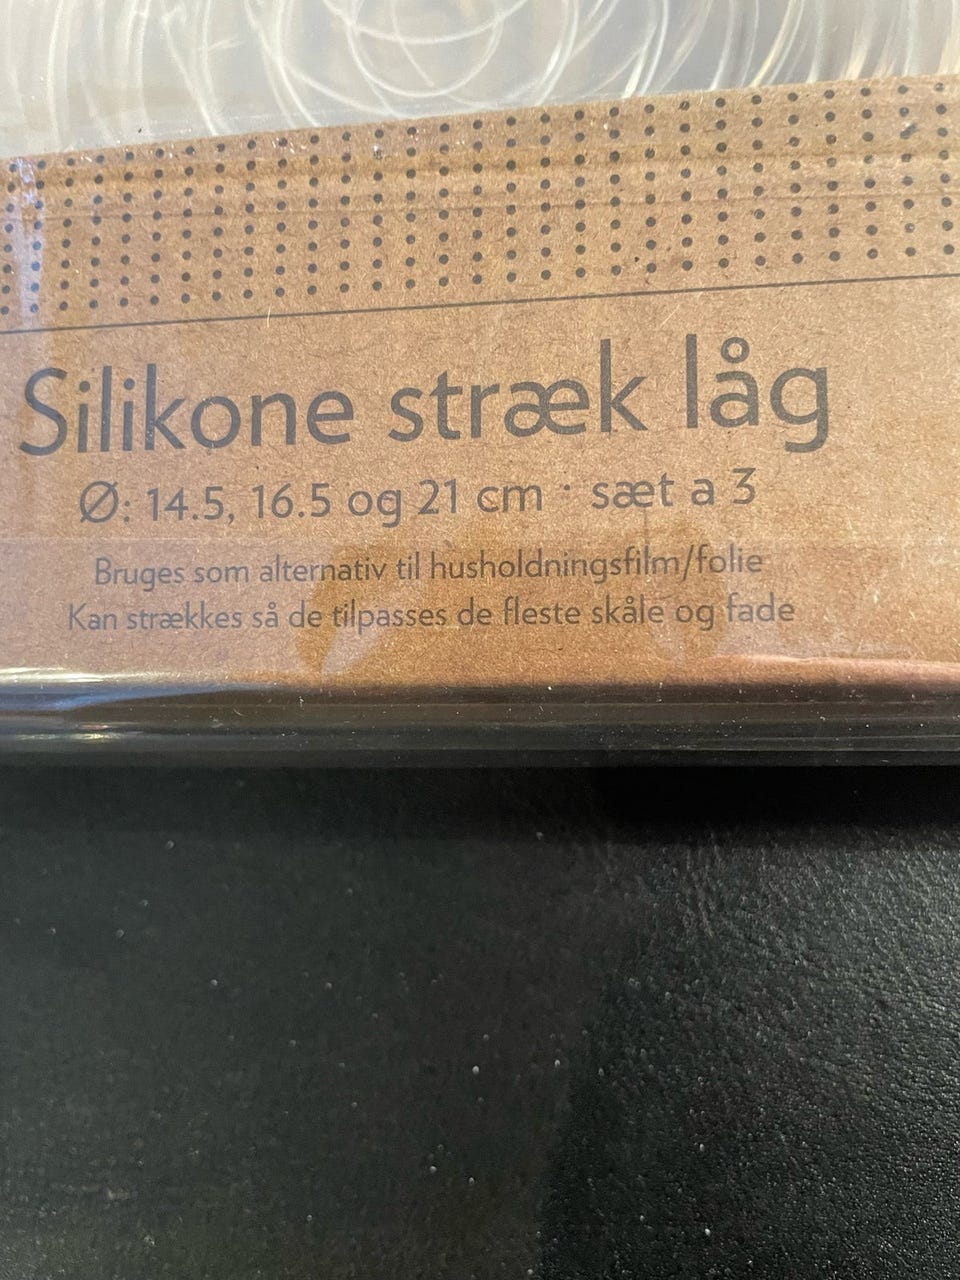 Silikone stræk låg
Ø: 14.5, 16.5 og 21 cm · sæt a 3
Bruges som alternativ til husholdningsfilm/folie
Kan strækkes så de tilpasses de fleste skåle og fade